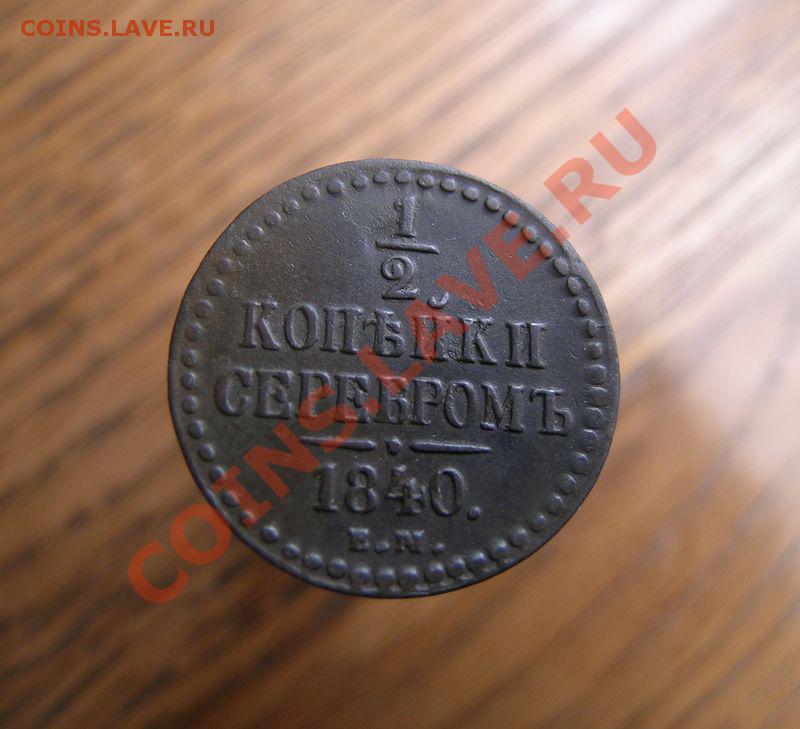 COINS.LAVE.RU
1
2
КОПѢЙКИ
СЕРЕБРОМЪ
1840.
Е.М.
COINS.LAVE.RU